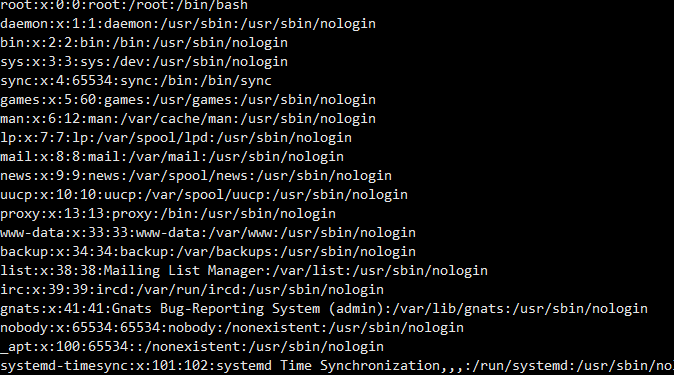 root:x:0:0:root:/root:/bin/bash
daemon:x:1:1:daemon:/usr/sbin:/usr/sbin/nologin
bin:x:2:2:bin:/bin:/usr/sbin/nologin
sys:x:3:3:sys:/dev:/usr/sbin/nologin
sync:x:4:65534:sync:/bin:/bin/sync
games:x:5:60:games:/usr/games:/usr/sbin/nologin
man:x:6:12:man:/var/cache/man:/usr/sbin/nologin
lp:x:7:7:lp:/var/spool/lpd:/usr/sbin/nologin
mail:x:8:8:mail:/var/mail:/usr/sbin/nologin
news:x:9:9:news:/var/spool/news:/usr/sbin/nologin
uucp:x:10:10:uucp:/var/spool/uucp:/usr/sbin/nologin
proxy:x:13:13:proxy:/bin:/usr/sbin/nologin
www-data:x:33:33:www-data:/var/www:/usr/sbin/nologin
backup:x:34:34:backup:/var/backups:/usr/sbin/nologin
list:x:38:38:Mailing List Manager:/var/list:/usr/sbin/nologin
irc:x:39:39:ircd:/var/run/ircd:/usr/sbin/nologin
gnats:x:41:41:Gnats Bug-Reporting System (admin):/var/lib/gnats:/usr/sbin/nologin
nobody:x:65534:65534:nobody:/nonexistent:/usr/sbin/nologin
_apt:x:100:65534::/nonexistent:/usr/sbin/nologin
systemd-timesync:x:101:102:systemd Time Synchronization,,,:/run/systemd:/usr/sbin/nol